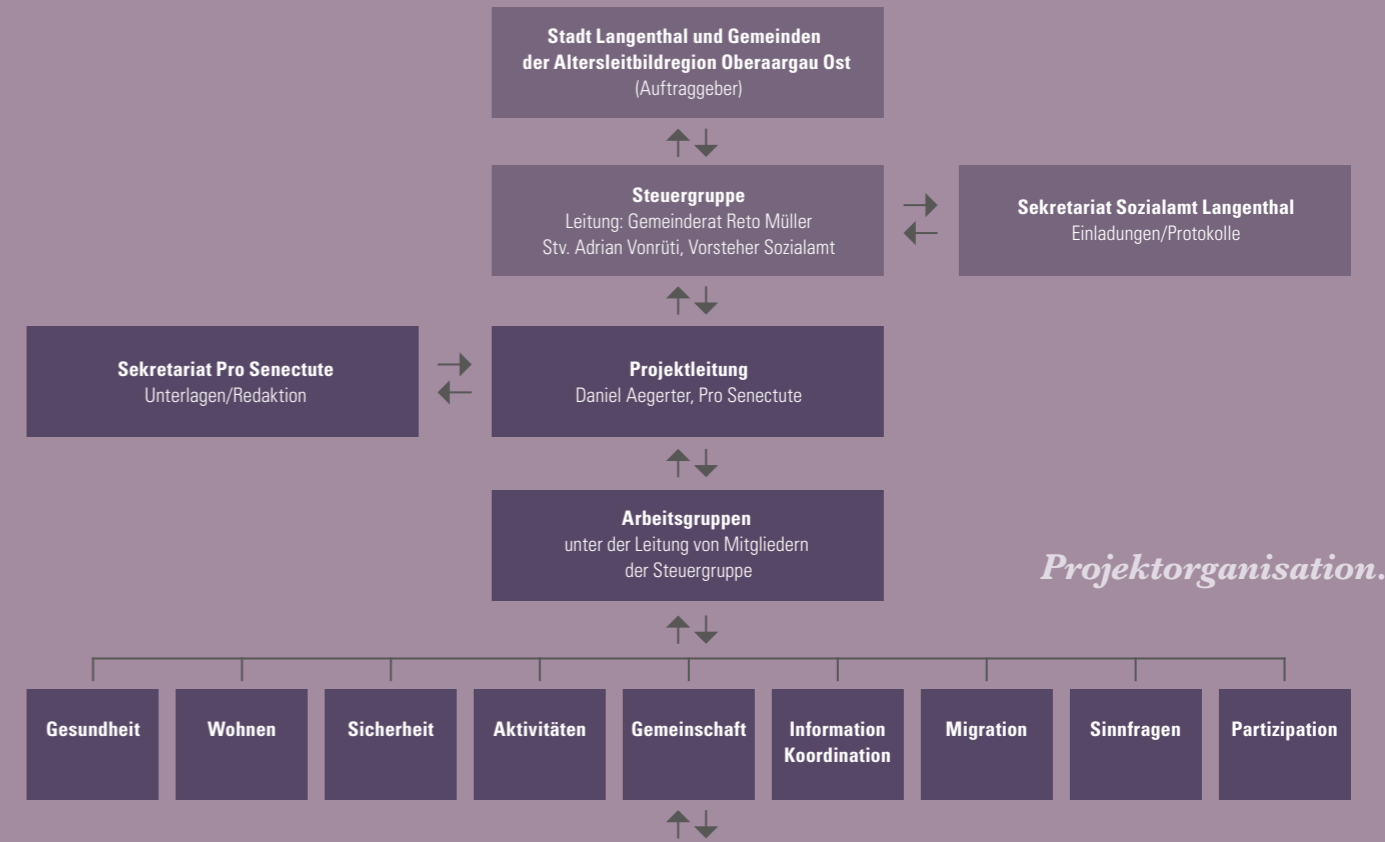 Stadt Langenthal und Gemeinden
der Altersleitbildregion Oberaargau Ost
(Auftraggeber)
Steuergruppe
Leitung: Gemeinderat Reto Müller
Stv. Adrian Vonrüti, Vorsteher Sozialamt
Sekretariat Sozialamt Langenthal
Einladungen/Protokolle
Sekretariat Pro Senectute
Unterlagen/Redaktion
Projektleitung
Daniel Aegerter, Pro Senectute
Arbeitsgruppen
unter der Leitung von Mitgliedern
der Steuergruppe
Projektorganisation.
Gesundheit
Wohnen
Sicherheit
Aktivitäten
Gemeinschaft
Information
Koordination
Migration
Sinnfragen
Partizipation